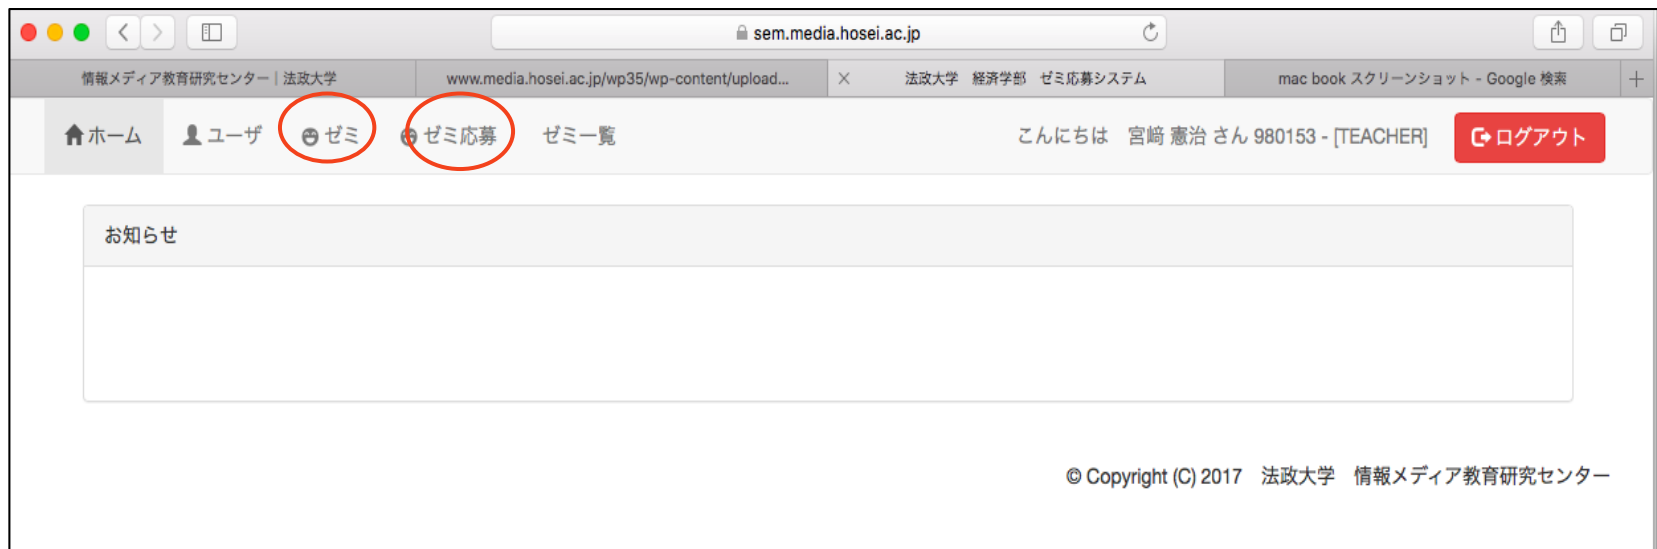 sem.media.hosei.ac.jp
情報メディア教育研究センター | 法政大学
www.media.hosei.ac.jp/wp35/wp-content/upload...
法政大学 経済学部 ゼミ応募システム
mac book スクリーンショット - Google 検索
ホーム ユーザ ゼミ ゼミ応募 ゼミ一覧 こんにちは 宮﨑 憲治 さん 980153 - [TEACHER] ログアウト
お知らせ
© Copyright (C) 2017 法政大学 情報メディア教育研究センター